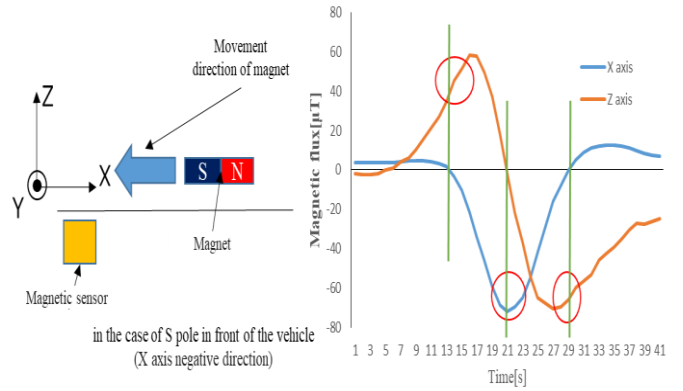 Movement
direction of magnet
Z
X
Y
S N
Magnet
Magnetic sensor
in the case of S pole in front of the vehicle
(X axis negative direction)
Magnetic flux[μT]
80
60
40
20
0
-20
-40
-60
-80
X axis
Z axis
1 3 5 7 9 11 13 15 17 19 21 23 25 27 29 31 33 35 37 39 41
Time[s]